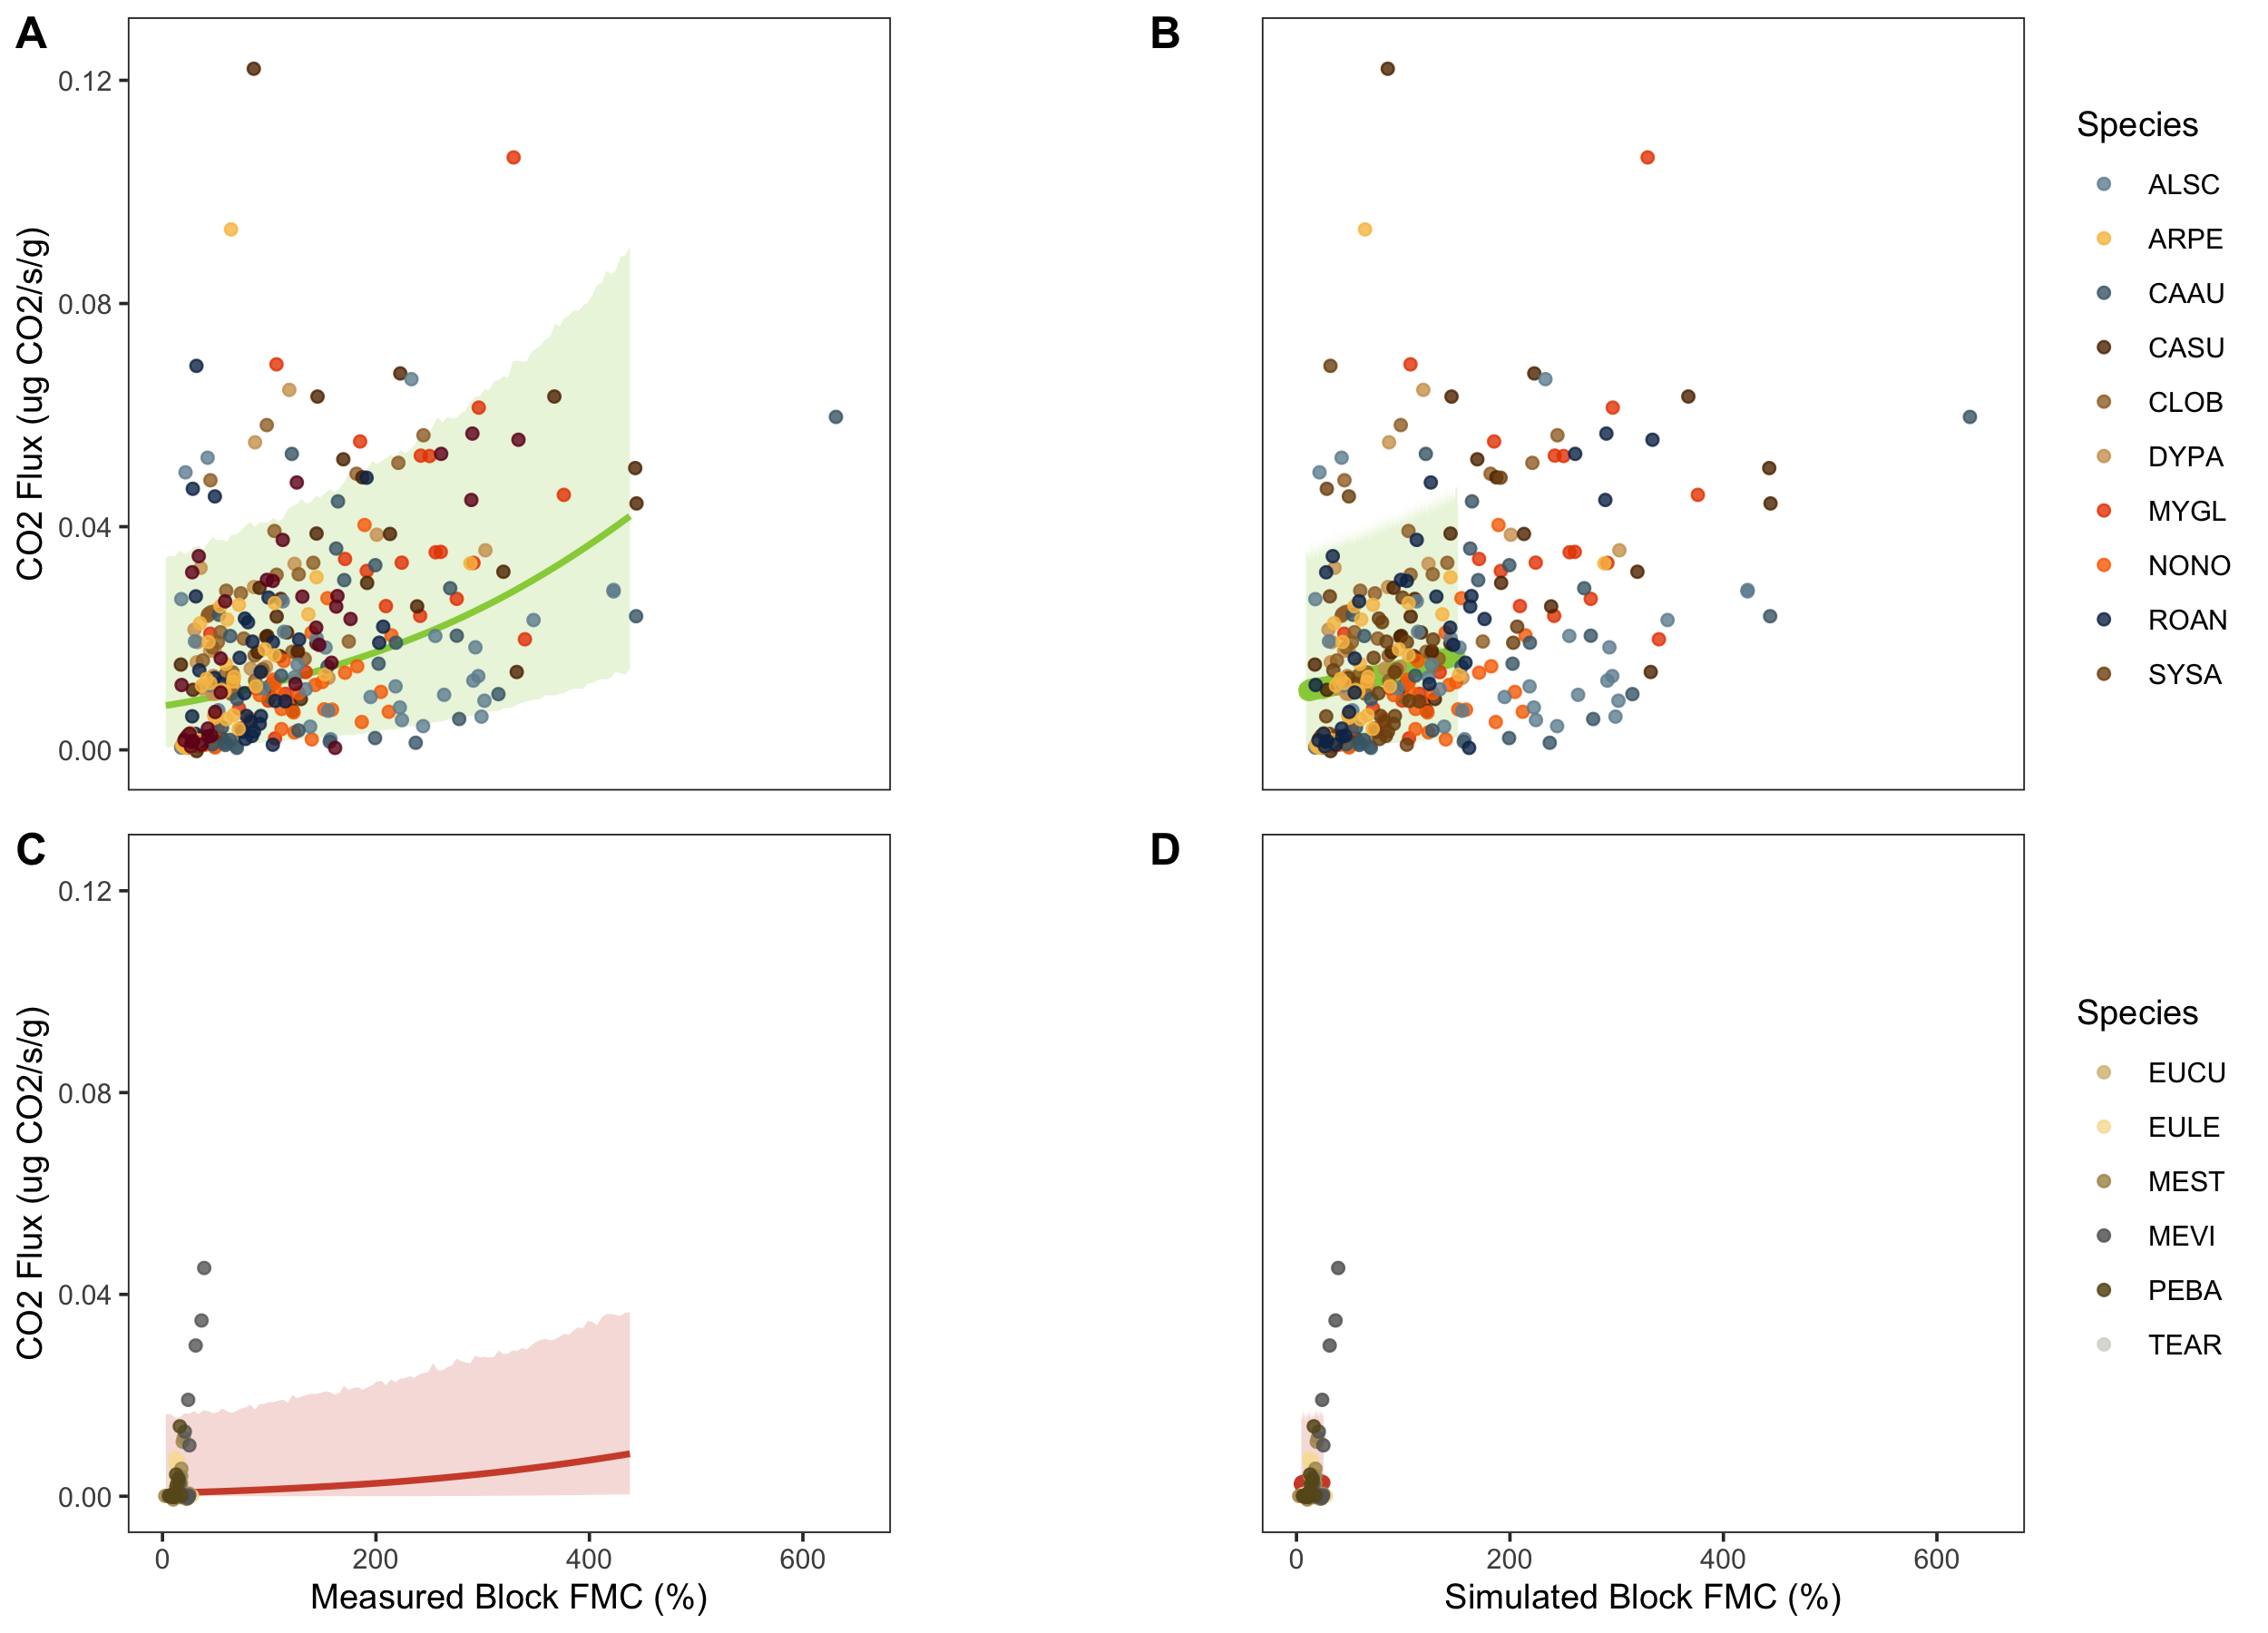 A
B
CO2 Flux (ug CO2/s/g)
0.12
0.08
0.04
0.00
Species
ALSC
ARPE
CAAU
CASU
CLOB
DYPA
MYGL
NONO
ROAN
SYSA
C
D
CO2 Flux (ug CO2/s/g)
0.12
0.08
0.04
0.00
0
200
400
600
Measured Block FMC (%)
0
200
400
600
Simulated Block FMC (%)
Species
EUCU
EULE
MEST
MEVI
PEBA
TEAR